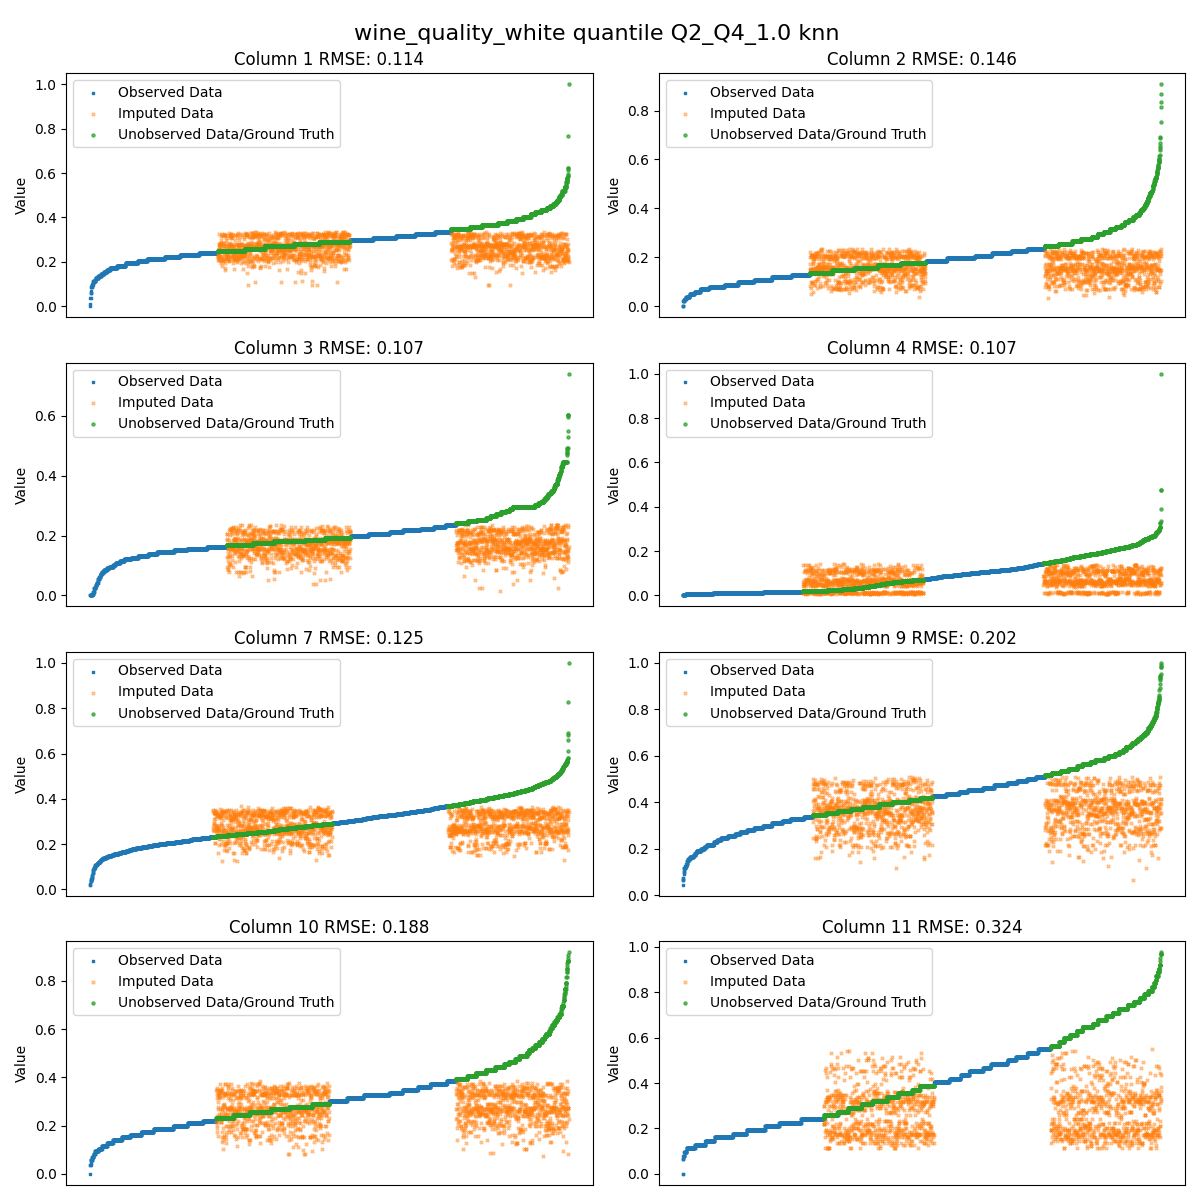 wine_quality_white quantile Q2_Q4_1.0 knn
Column 1 RMSE: 0.114
Value
1.0
0.8
0.6
0.4
0.2
0.0
Observed Data
Imputed Data
Unobserved Data/Ground Truth
Column 2 RMSE: 0.146
Value
0.8
0.6
0.4
0.2
0.0
Observed Data
Imputed Data
Unobserved Data/Ground Truth
Column 3 RMSE: 0.107
Value
0.6
0.4
0.2
0.0
Observed Data
Imputed Data
Unobserved Data/Ground Truth
Column 4 RMSE: 0.107
Value
1.0
0.8
0.6
0.4
0.2
0.0
Observed Data
Imputed Data
Unobserved Data/Ground Truth
Column 7 RMSE: 0.125
Value
1.0
0.8
0.6
0.4
0.2
0.0
Observed Data
Imputed Data
Unobserved Data/Ground Truth
Column 9 RMSE: 0.202
Value
1.0
0.8
0.6
0.4
0.2
0.0
Observed Data
Imputed Data
Unobserved Data/Ground Truth
Column 10 RMSE: 0.188
Value
0.8
0.6
0.4
0.2
0.0
Observed Data
Imputed Data
Unobserved Data/Ground Truth
Column 11 RMSE: 0.324
Value
1.0
0.8
0.6
0.4
0.2
0.0
Observed Data
Imputed Data
Unobserved Data/Ground Truth